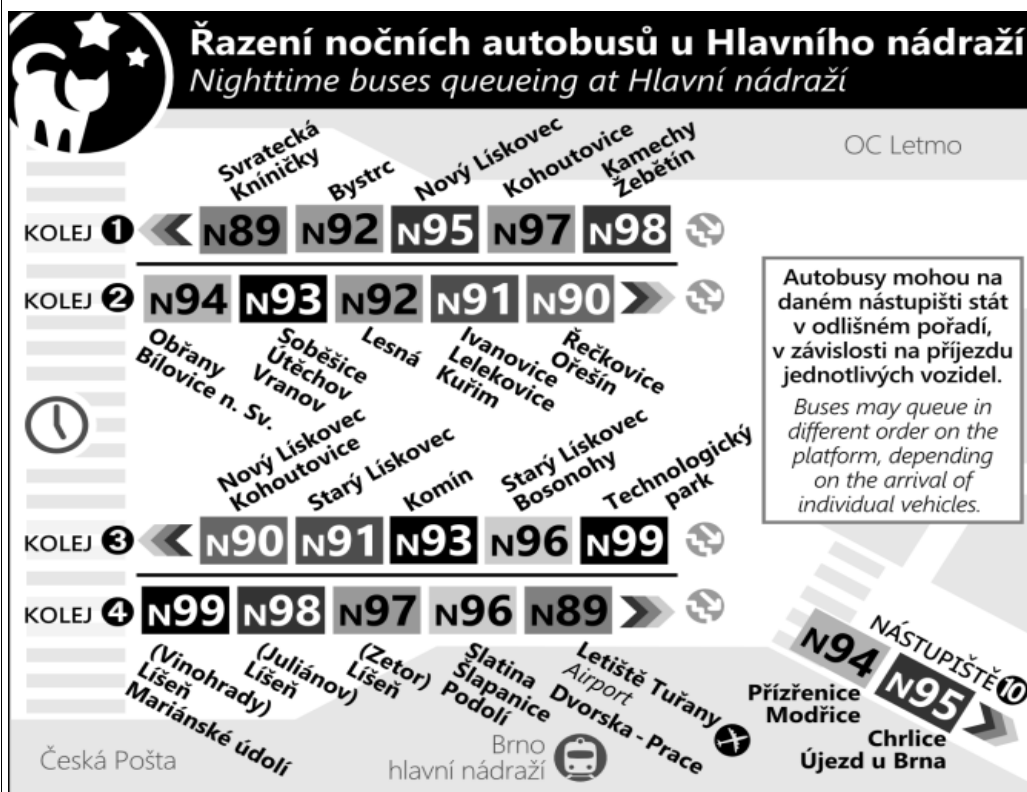 Řazení nočních autobusů u Hlavního nádraží
Nighttime buses queueing at Hlavní nádraží
OC Letmo
Svratecká
Kníničky
Bystrc
Nový Lískovec
Kohoutovice
Kamechy
Žebětín
KOLEJ 1 N89 N92 N95 N97 N98
KOLEJ 2 N94 N93 N92 N91 N90
Obřany
Bílovice n. Sv.
Soběšice
Útěchov
Vranov
Lesná
Ivanovice
Lelekovice
Kuřim
Řečkovice
Ořešín
Autobusy mohou na
daném nástupišti stát
v odlišném pořadí,
v závislosti na příjezdu
jednotlivých vozidel.
Buses may queue in
different order on the
platform, depending
on the arrival of
individual vehicles.
Nový Lískovec
Kohoutovice
Starý Lískovec
Komín
Starý Lískovec
Bosonohy
Technologický
park
KOLEJ 3 N90 N91 N93 N96 N99
KOLEJ 4 N99 N98 N97 N96 N89
(Vinohrady)
Líšeň
Mariánské údolí
(Juliánov)
Líšeň
(Zetor)
Líšeň
Slatina
Šlapanice
Podolí
Letiště Tuřany
Airport
Dvorska - Prace
NÁSTUPIŠTĚ 10
N94 N95
Přízřenice
Modřice
Chrlice
Újezd u Brna
Česká Pošta
Brno
hlavní nádraží